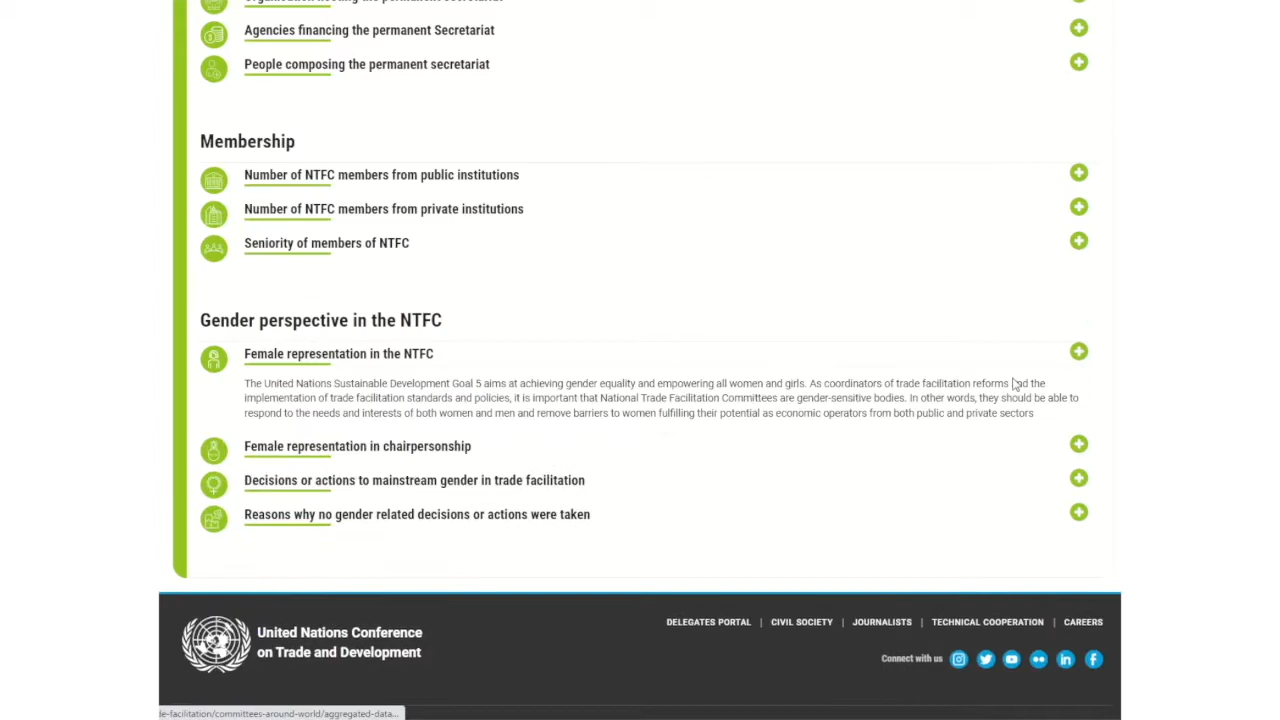 Organization hosting the permanent secretariat
Agencies financing the permanent Secretariat
People composing the permanent secretariat
Membership
Number of NTFC members from public institutions
Number of NTFC members from private institutions
Seniority of members of NTFC
Gender perspective in the NTFC
Female representation in the NTFC
The United Nations Sustainable Development Goal 5 aims at achieving gender equality and empowering all women and girls. As coordinators of trade facilitation reforms and the
implementation of trade facilitation standards and policies, it is important that National Trade Facilitation Committees are gender-sensitive bodies. In other words, they should be able to
respond to the needs and interests of both women and men and remove barriers to women fulfilling their potential as economic operators from both public and private sectors
Female representation in chairpersonship
Decisions or actions to mainstream gender in trade facilitation
Reasons why no gender related decisions or actions were taken
DELEGATES PORTAL | CIVIL SOCIETY | JOURNALISTS | TECHNICAL COOPERATION | CAREERS
United Nations Conference
on Trade and Development
Connect with us
le-facilitation/committees-around-world/aggregated-data...